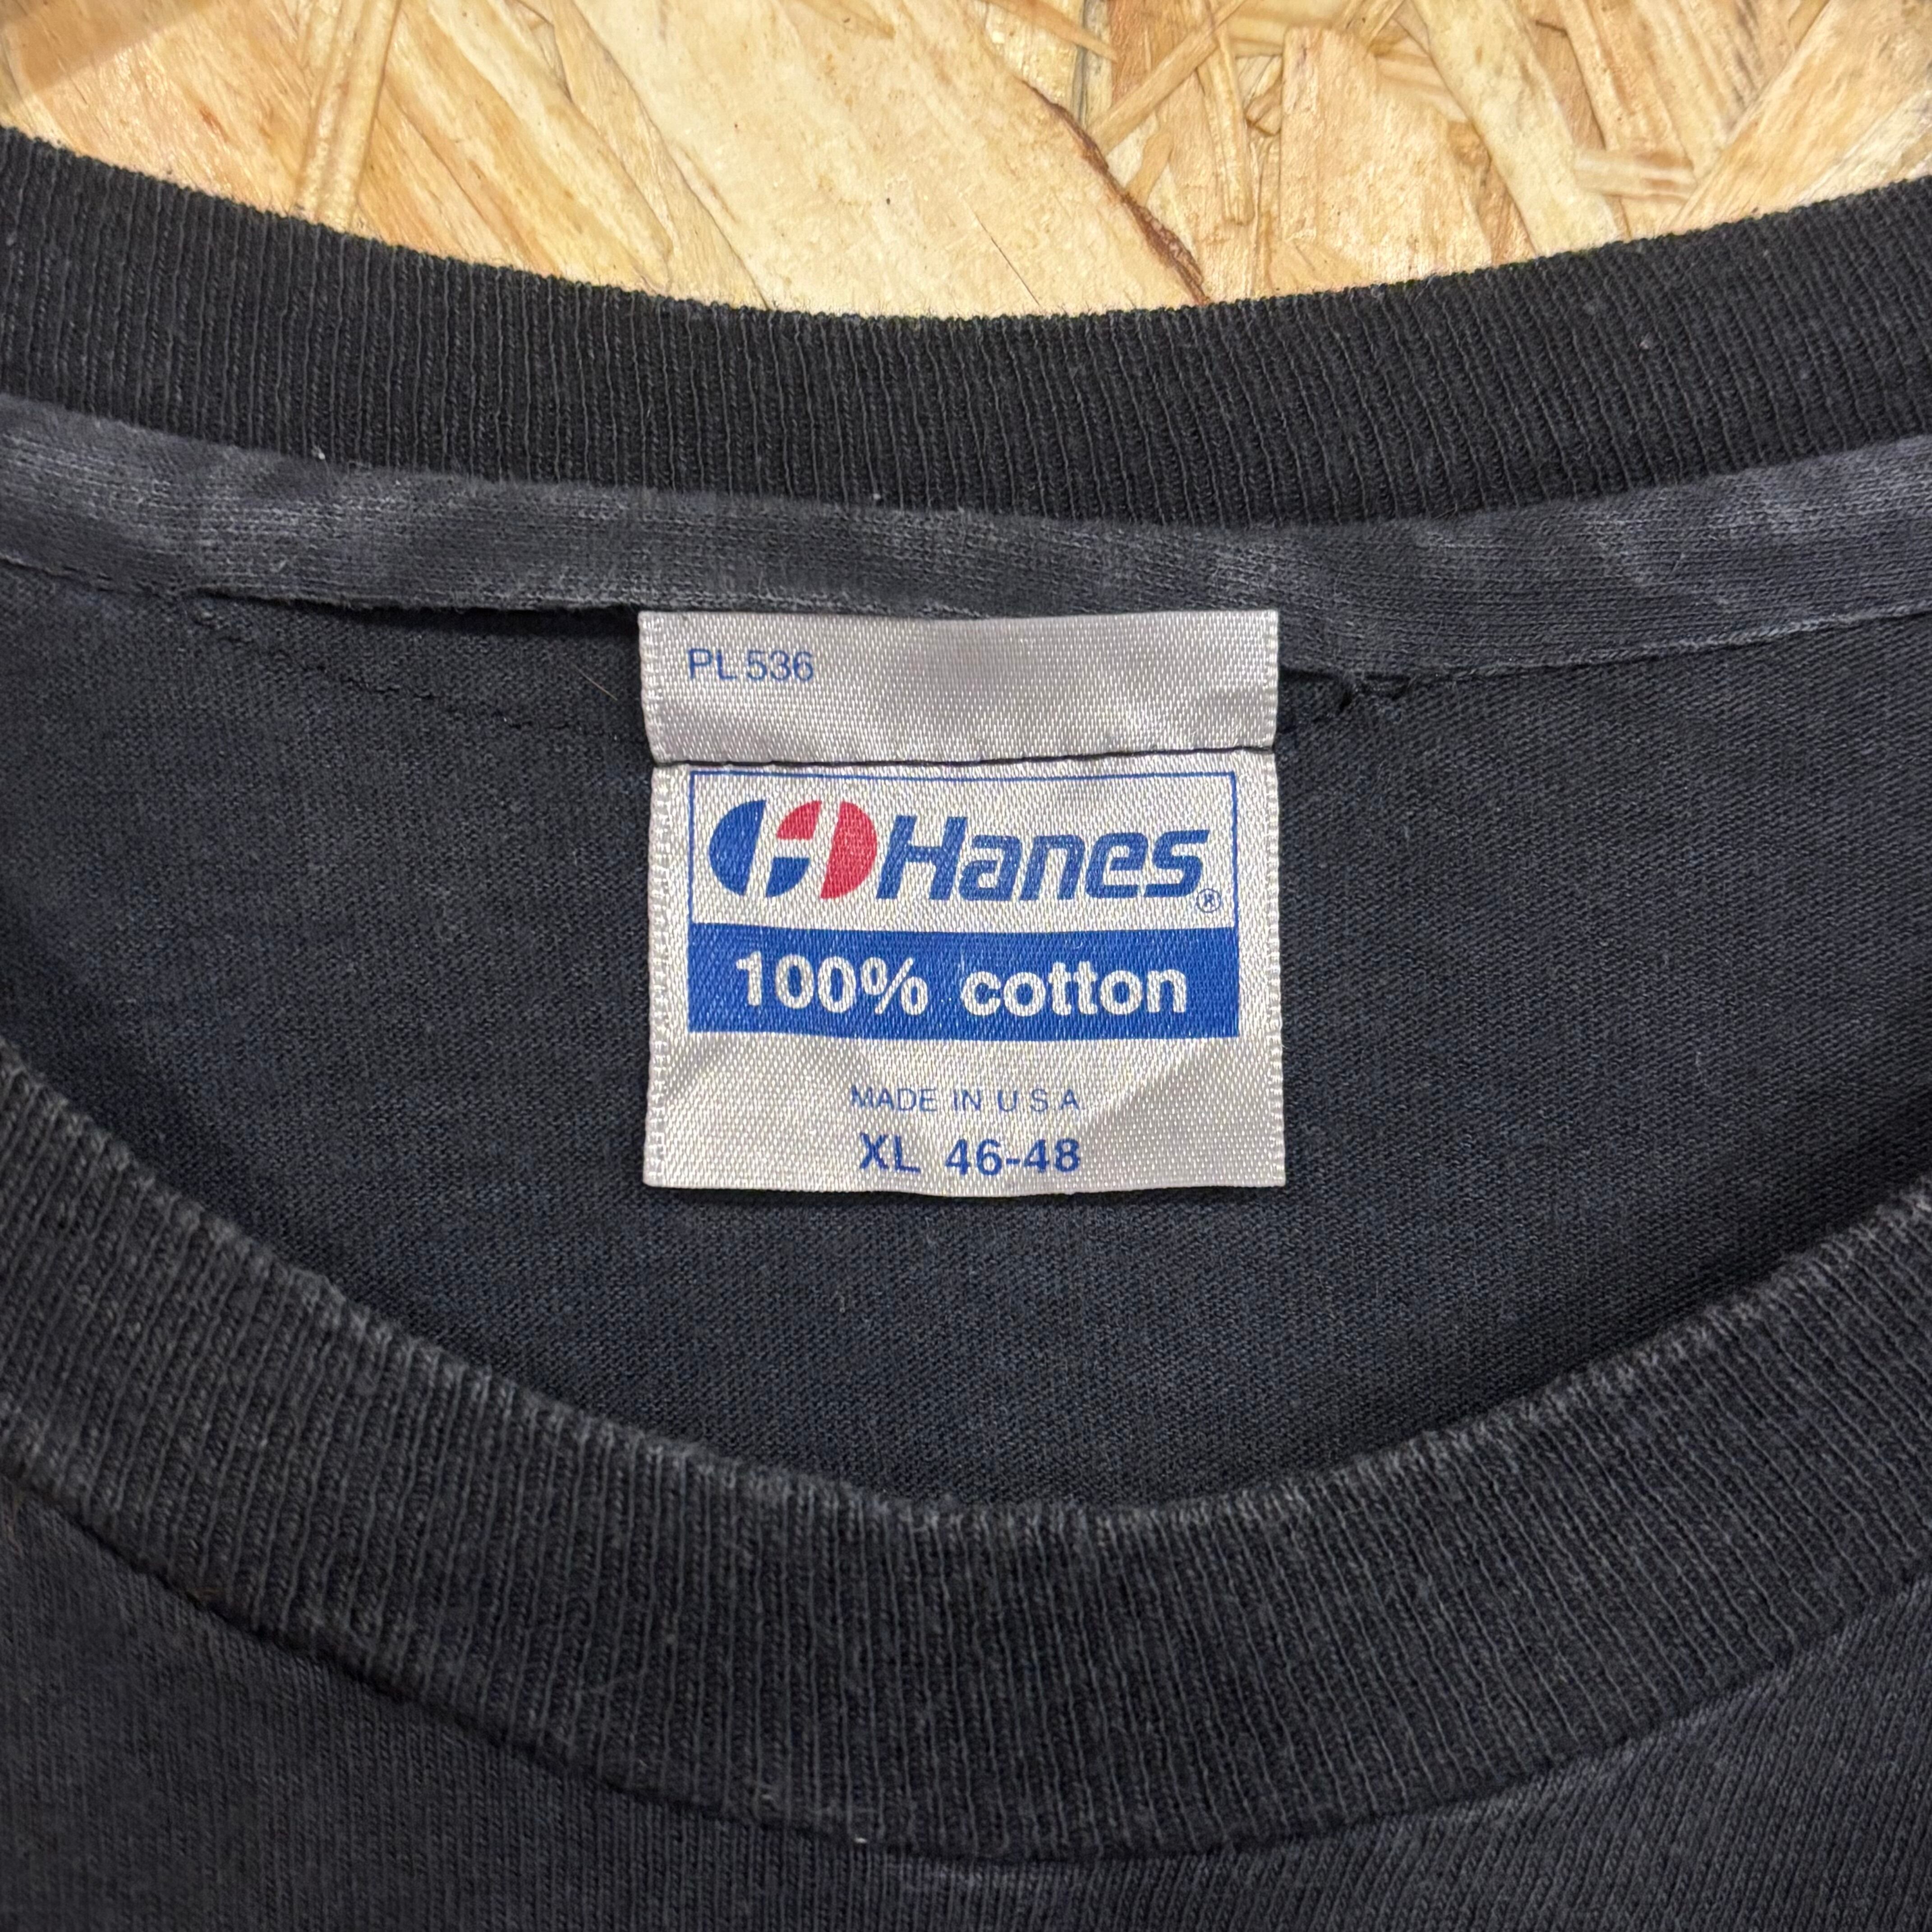 PL 536
Hanes®
100% cotton
MADE IN U.S.A.
XL 46-48